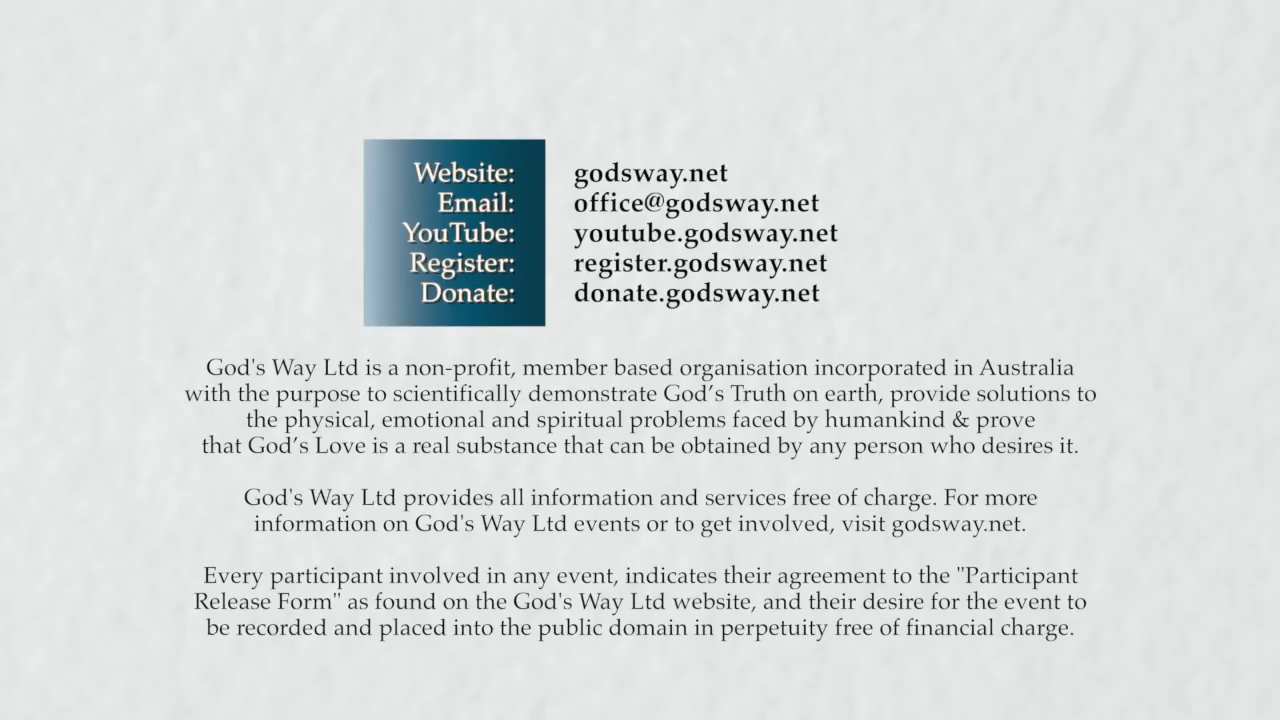 Website: godsway.net
Email: office@godsway.net
YouTube: youtube.godsway.net
Register: register.godsway.net
Donate: donate.godsway.net
God's Way Ltd is a non-profit, member based organisation incorporated in Australia
with the purpose to scientifically demonstrate God’s Truth on earth, provide solutions to
the physical, emotional and spiritual problems faced by humankind & prove
that God’s Love is a real substance that can be obtained by any person who desires it.
God's Way Ltd provides all information and services free of charge. For more
information on God's Way Ltd events or to get involved, visit godsway.net.
Every participant involved in any event, indicates their agreement to the "Participant
Release Form" as found on the God's Way Ltd website, and their desire for the event to
be recorded and placed into the public domain in perpetuity free of financial charge.